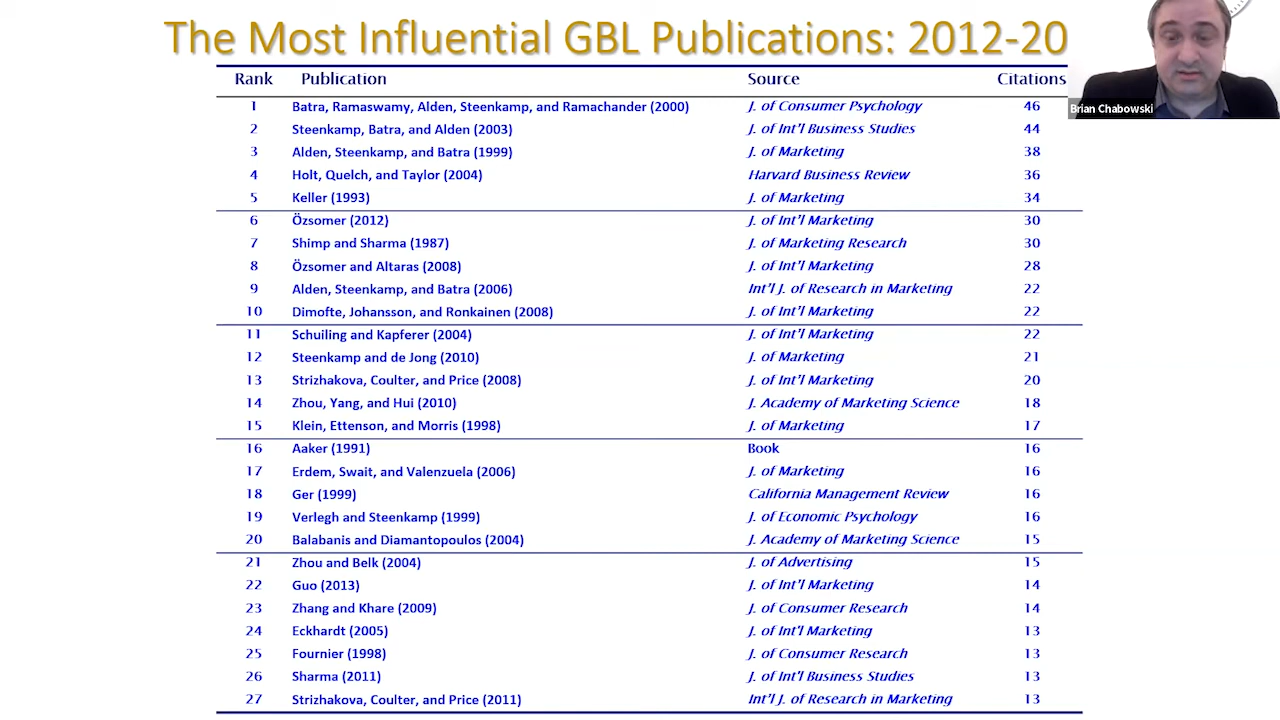 The Most Influential GBL Publications: 2012-20
Rank Publication Source Citations
1 Batra, Ramaswamy, Alden, Steenkamp, and Ramachander (2000) J. of Consumer Psychology 46
2 Steenkamp, Batra, and Alden (2003) J. of Int'l Business Studies 44
3 Alden, Steenkamp, and Batra (1999) J. of Marketing 38
4 Holt, Quelch, and Taylor (2004) Harvard Business Review 36
5 Keller (1993) J. of Marketing 34
6 Özsomer (2012) J. of Int'l Marketing 30
7 Shimp and Sharma (1987) J. of Marketing Research 30
8 Özsomer and Altaras (2008) J. of Int'l Marketing 28
9 Alden, Steenkamp, and Batra (2006) Int'l J. of Research in Marketing 22
10 Dimofte, Johansson, and Ronkainen (2008) J. of Int'l Marketing 22
11 Schuiling and Kapferer (2004) J. of Int'l Marketing 22
12 Steenkamp and de Jong (2010) J. of Marketing 21
13 Strizhakova, Coulter, and Price (2008) J. of Int'l Marketing 20
14 Zhou, Yang, and Hui (2010) J. Academy of Marketing Science 18
15 Klein, Ettenson, and Morris (1998) J. of Marketing 17
16 Aaker (1991) Book 16
17 Erdem, Swait, and Valenzuela (2006) J. of Marketing 16
18 Ger (1999) California Management Review 16
19 Verlegh and Steenkamp (1999) J. of Economic Psychology 16
20 Balabanis and Diamantopoulos (2004) J. Academy of Marketing Science 15
21 Zhou and Belk (2004) J. of Advertising 15
22 Guo (2013) J. of Int'l Marketing 14
23 Zhang and Khare (2009) J. of Consumer Research 14
24 Eckhardt (2005) J. of Int'l Marketing 13
25 Fournier (1998) J. of Consumer Research 13
26 Sharma (2011) J. of Int'l Business Studies 13
27 Strizhakova, Coulter, and Price (2011) Int'l J. of Research in Marketing 13
Brian Chabowski